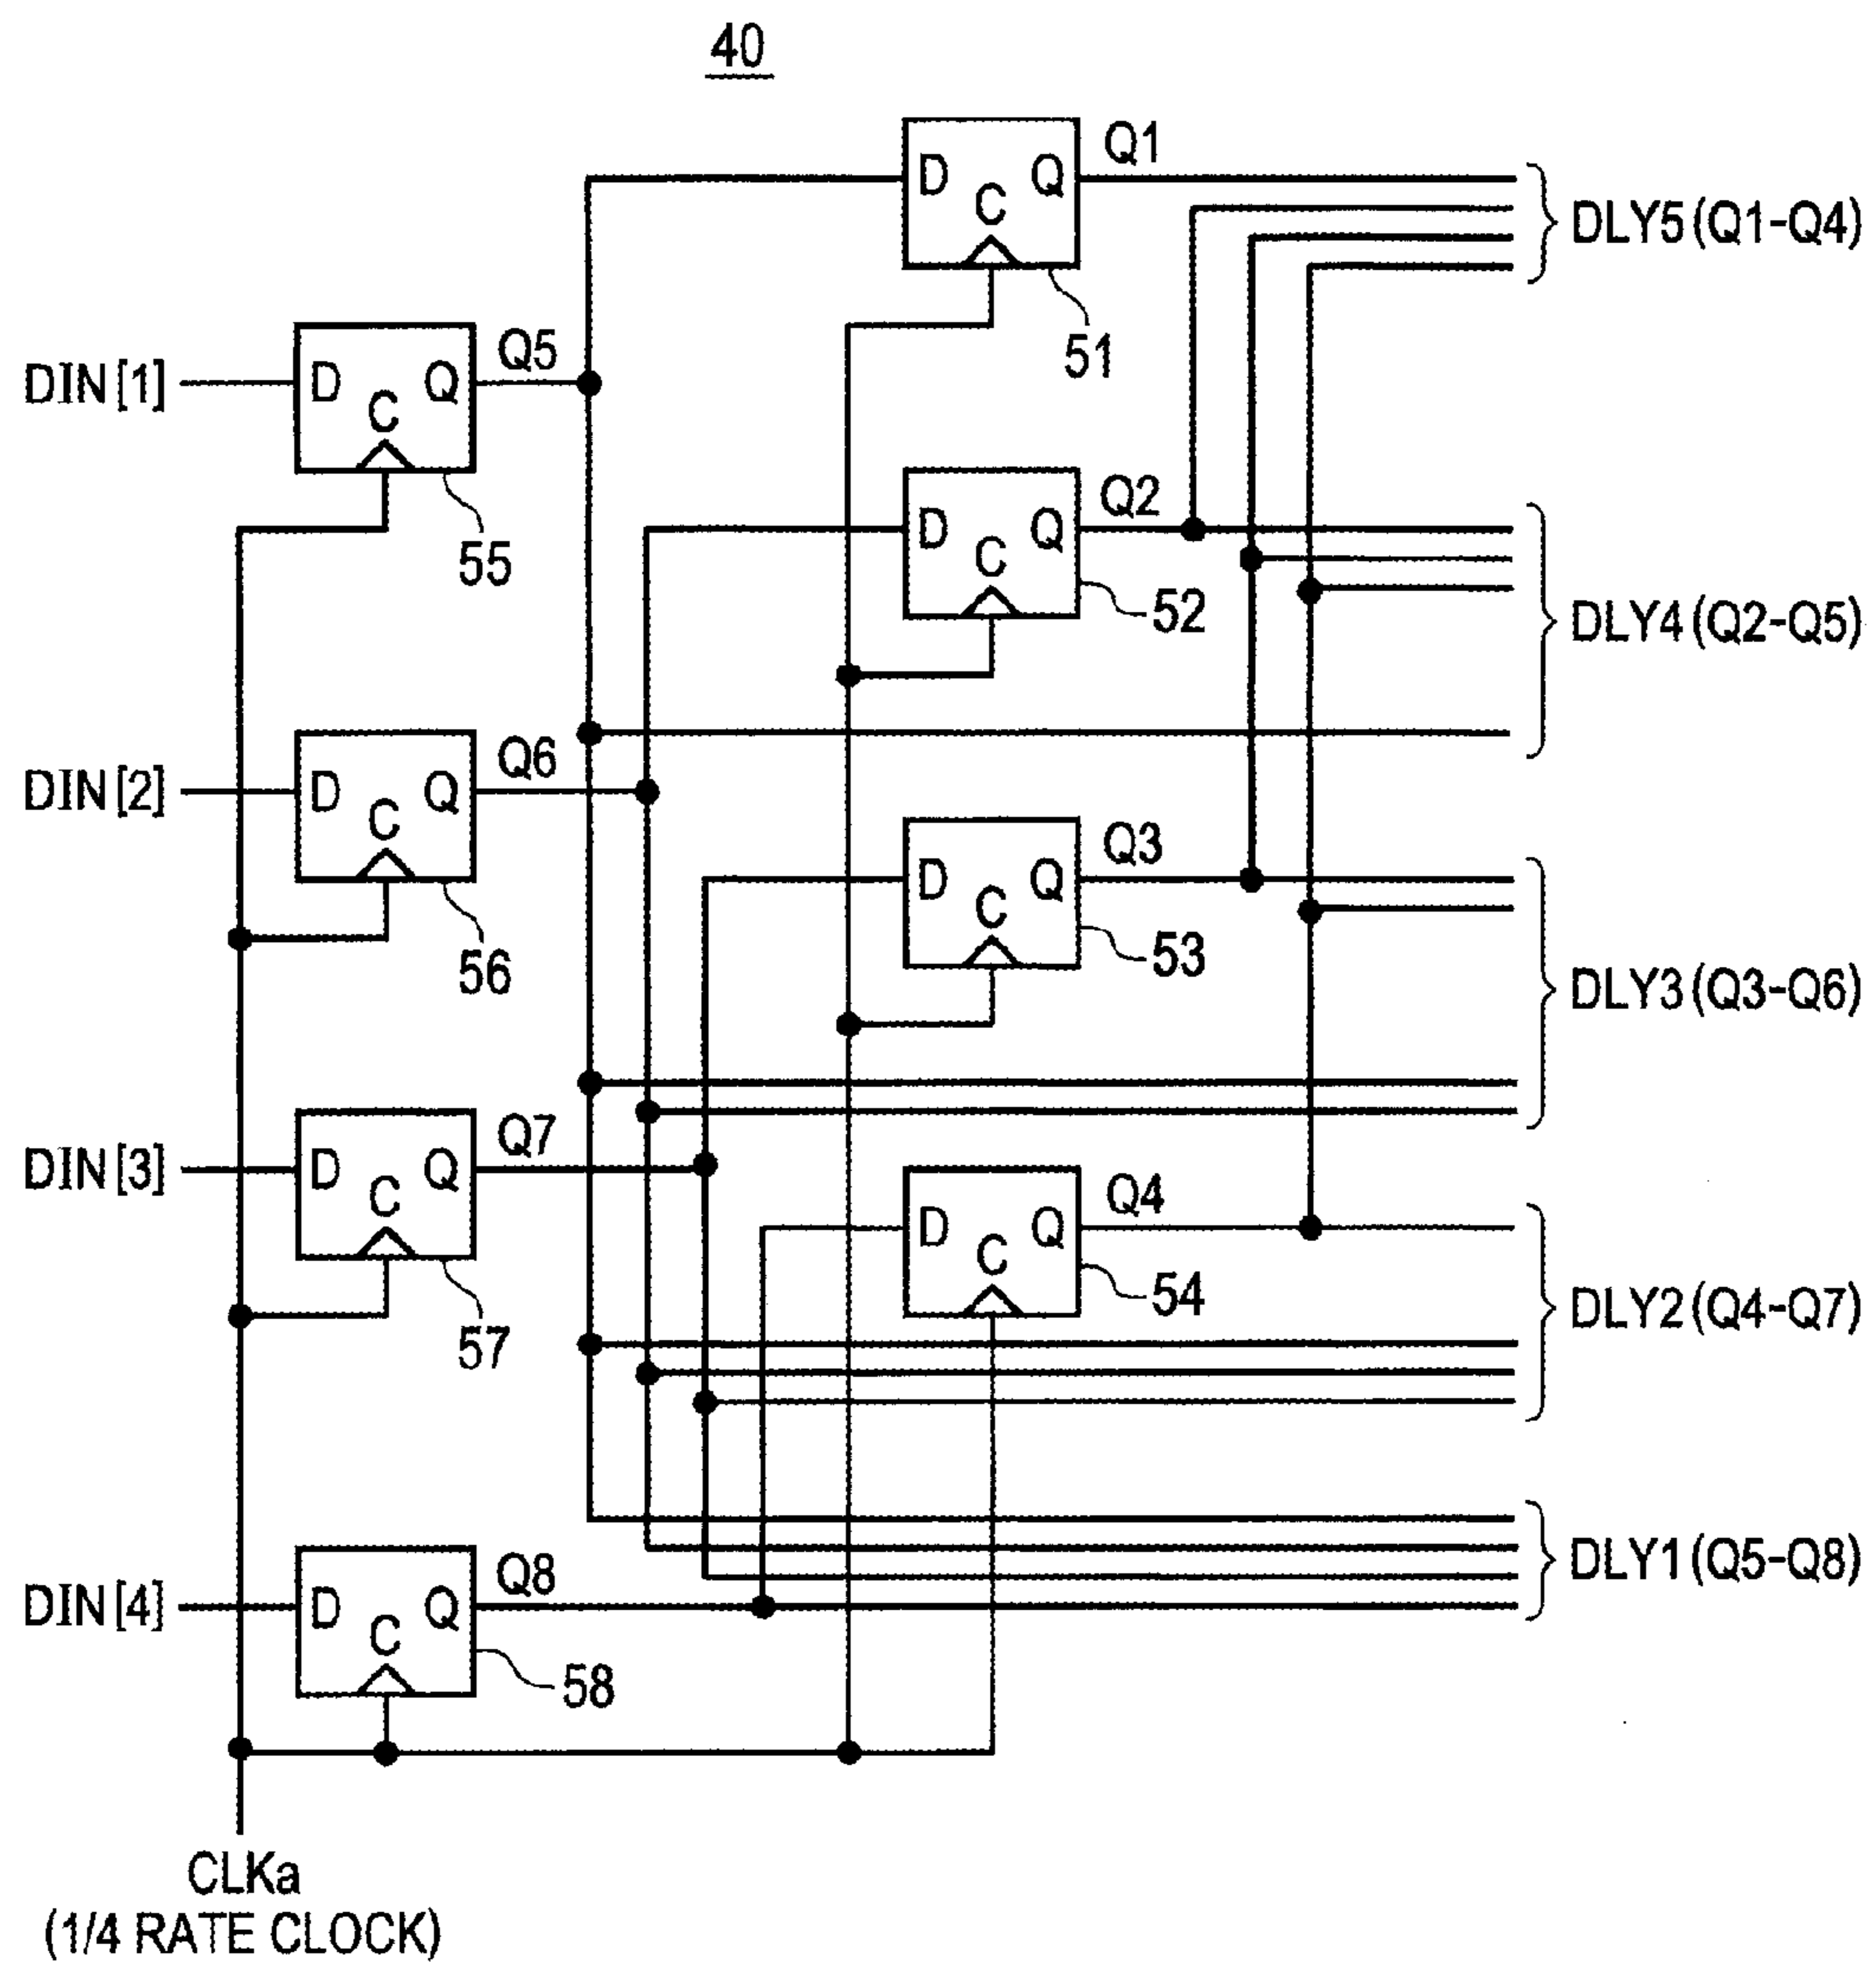 40
D C Q Q1
DLY5 (Q1-Q4)
51
DIN [1] D C Q Q5
55
D C Q Q2
52
DLY4 (Q2-Q5)
DIN [2] D C Q Q6
56
D C Q Q3
53
DLY3 (Q3-Q6)
DIN [3] D C Q Q7
57
D C Q Q4
54
DLY2 (Q4-Q7)
DIN [4] D C Q Q8
58
DLY1 (Q5-Q8)
CLKa
(1/4 RATE CLOCK)